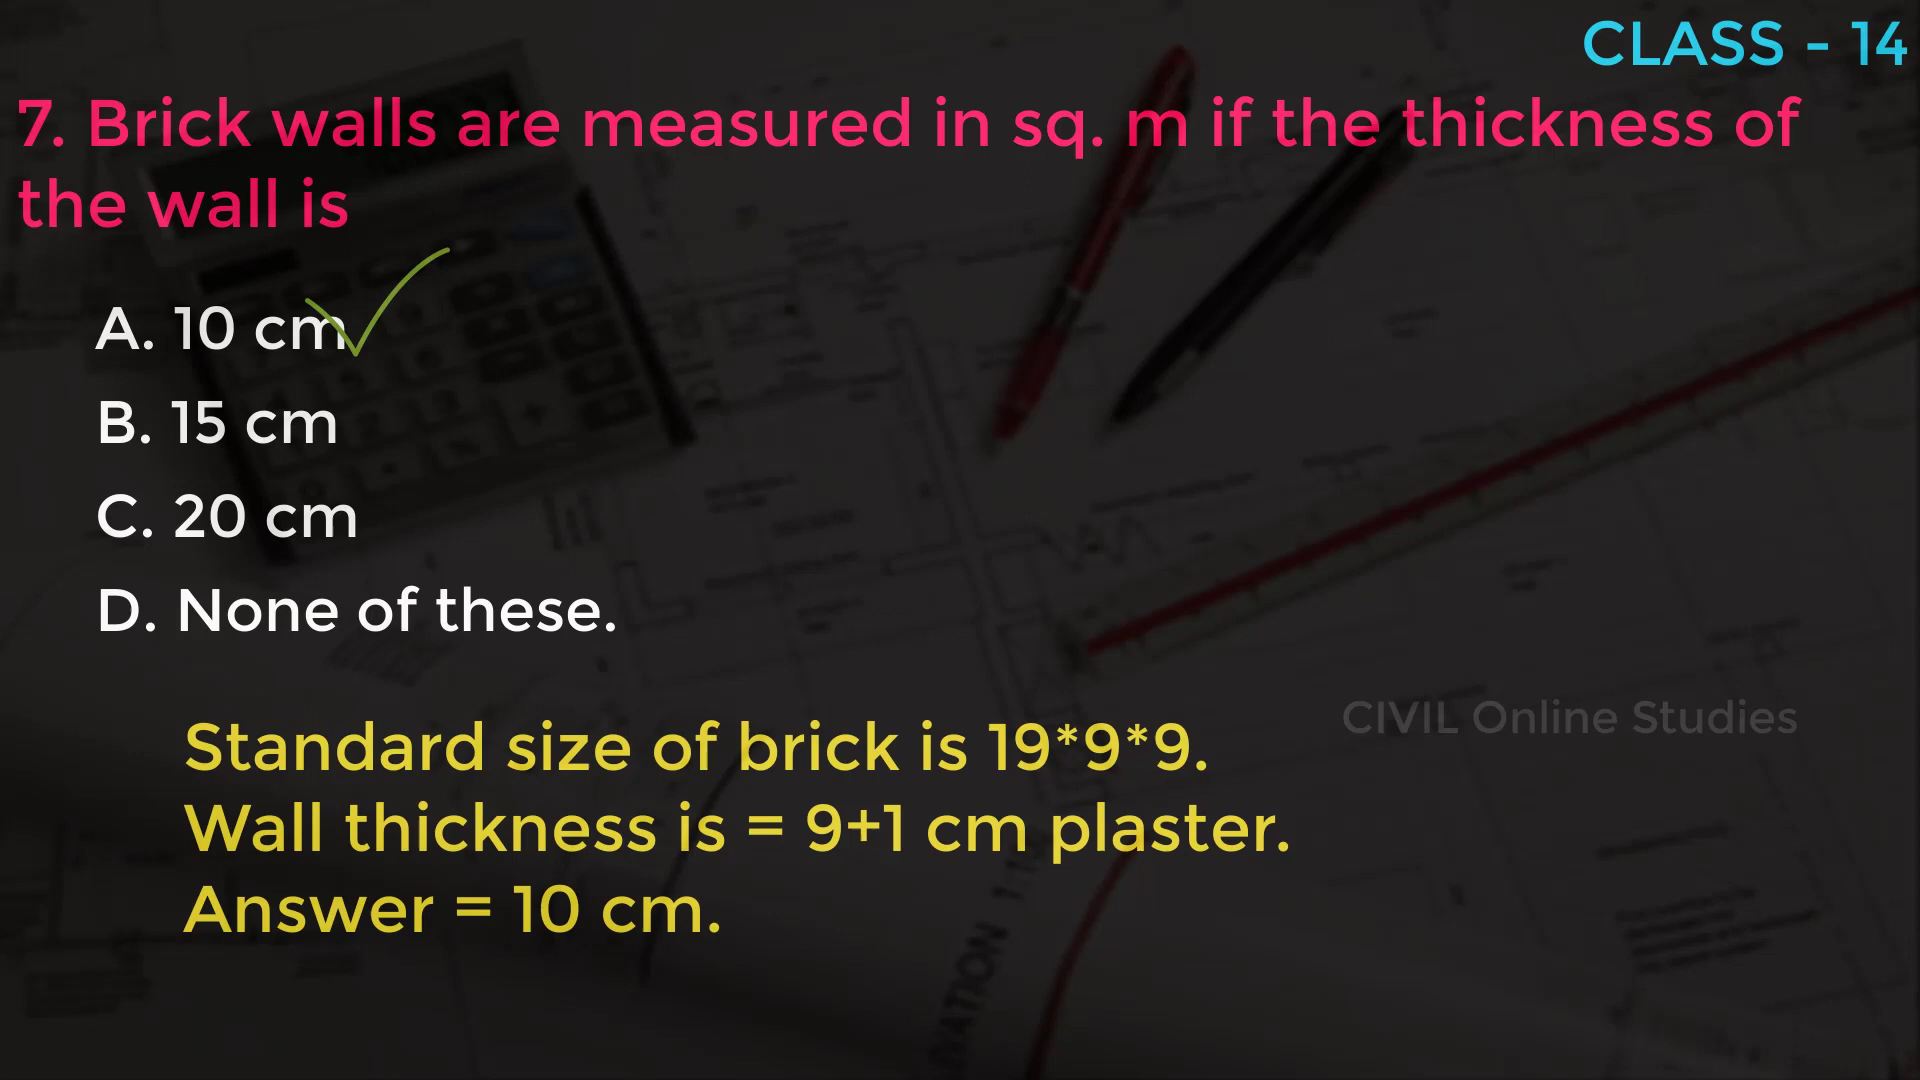 CLASS - 14
7. Brick walls are measured in sq. m if the thickness of
the wall is
A. 10 cm
B. 15 cm
C. 20 cm
D. None of these.
CIVIL Online Studies
Standard size of brick is 19*9*9.
Wall thickness is = 9+1 cm plaster.
Answer = 10 cm.